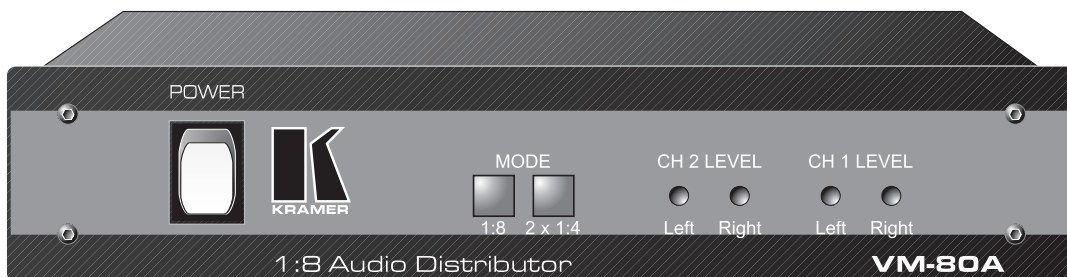 POWER
KRAMER
MODE
1:8 2 x 1:4
CH 2 LEVEL
Left Right
CH 1 LEVEL
Left Right
1:8 Audio Distributor
VM-80A